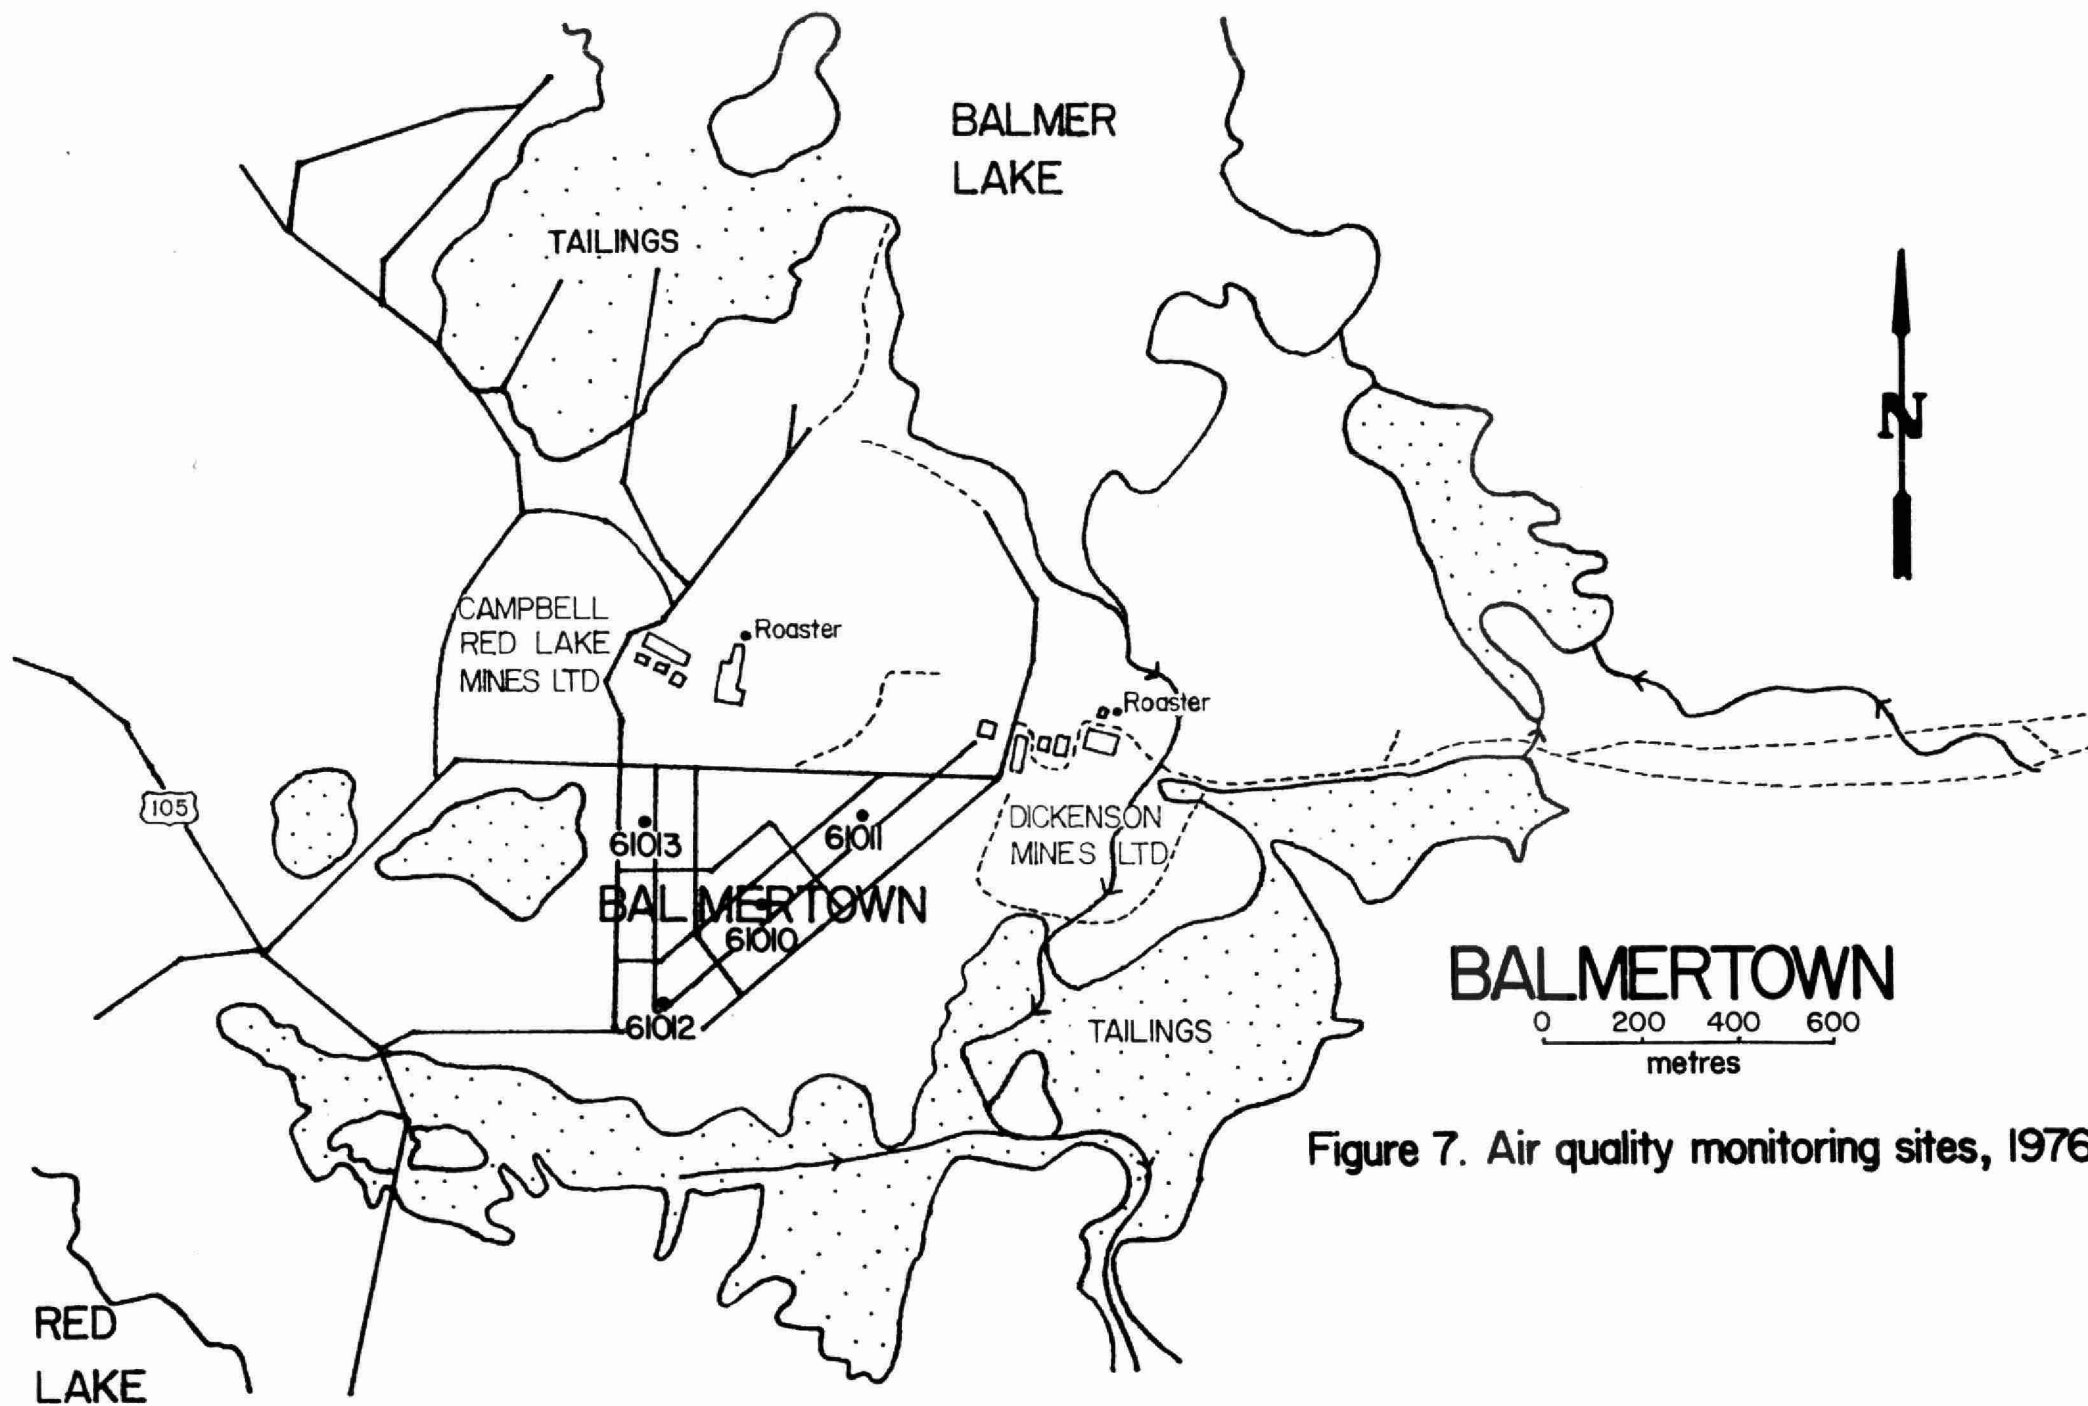 BALMER
LAKE
TAILINGS
N
CAMPBELL
RED LAKE
MINES LTD
Roaster
Roaster
105
61013
61011
DICKENSON
MINES LTD
BALMERTOWN
61010
61012
TAILINGS
BALMERTOWN
0 200 400 600
metres
Figure 7. Air quality monitoring sites, 1976
RED
LAKE